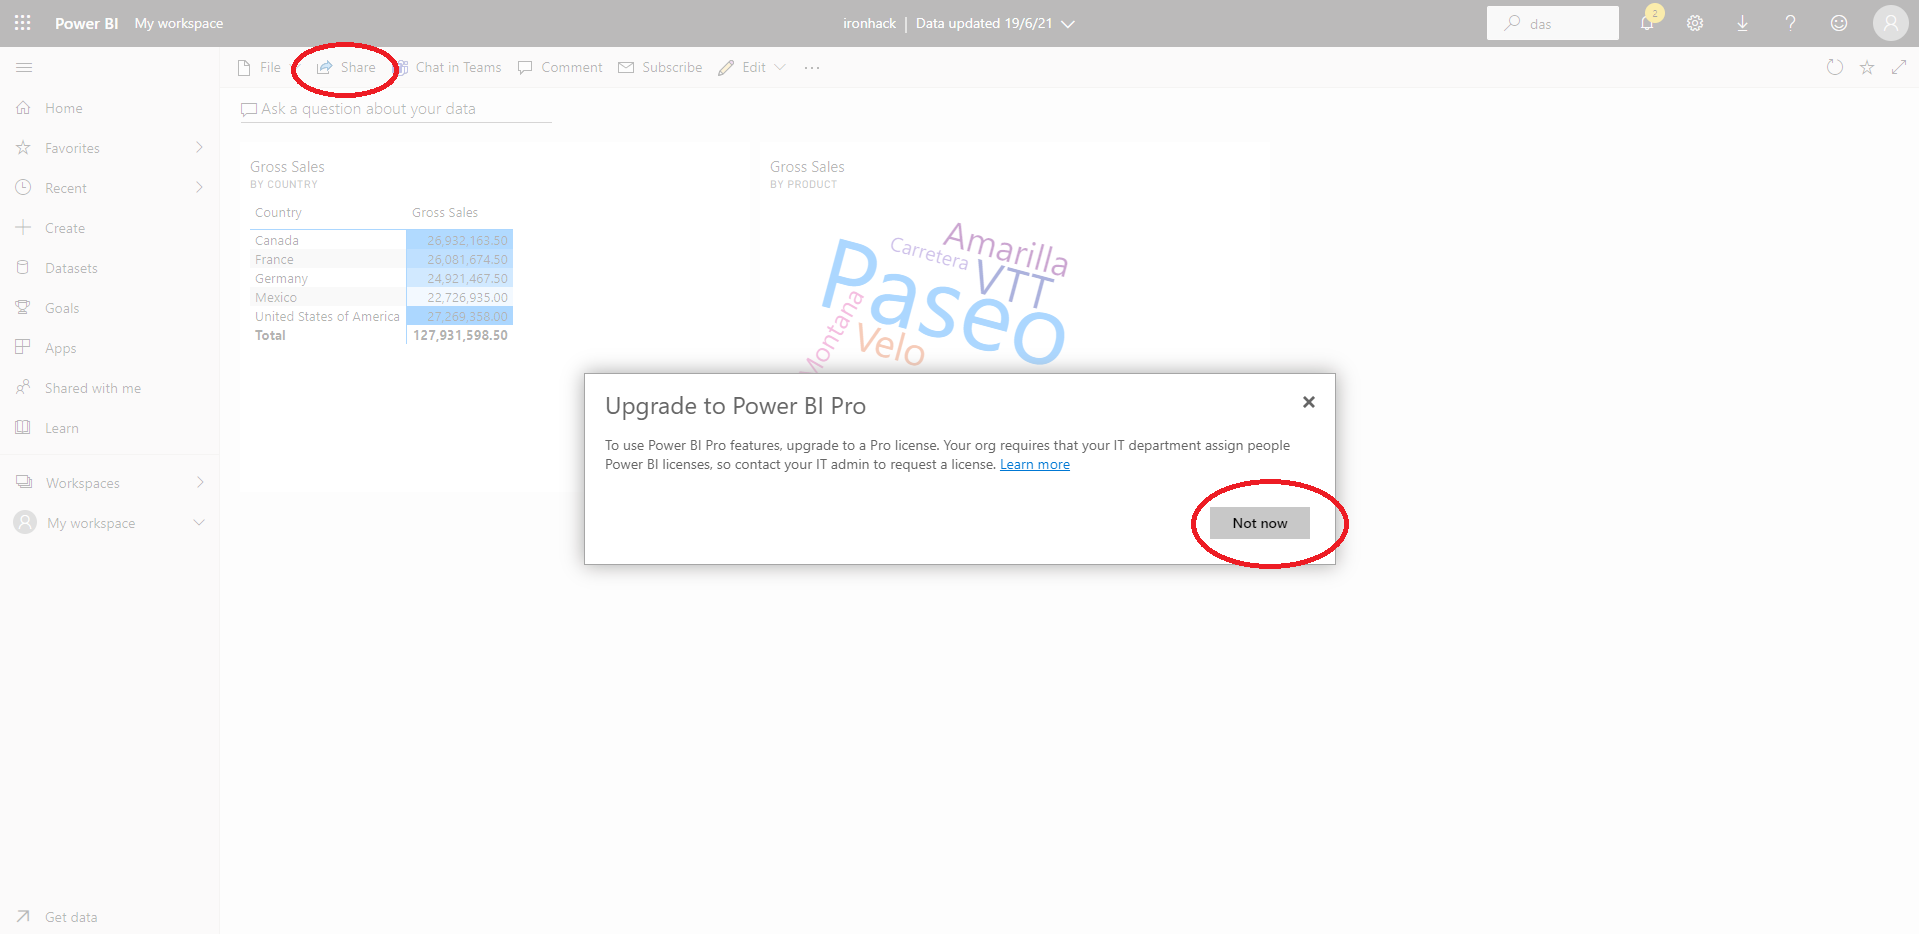 Power BI My workspace ironhack | Data updated 19/6/21 das 2
File Share Chat in Teams Comment Subscribe Edit ...
Ask a question about your data
Home
Favorites
Recent
Create
Datasets
Goals
Apps
Shared with me
Learn
Workspaces
My workspace
Get data
Gross Sales
BY COUNTRY
Country Gross Sales
Canada 26,932,163.50
France 26,081,674.50
Germany 24,921,467.50
Mexico 22,726,935.00
United States of America 27,269,358.00
Total 127,931,598.50
Gross Sales
BY PRODUCT
Amarilla
Carretera
VTT
Paseo
Montana
Velo
Upgrade to Power BI Pro
To use Power BI Pro features, upgrade to a Pro license. Your org requires that your IT department assign people
Power BI licenses, so contact your IT admin to request a license. Learn more
Not now